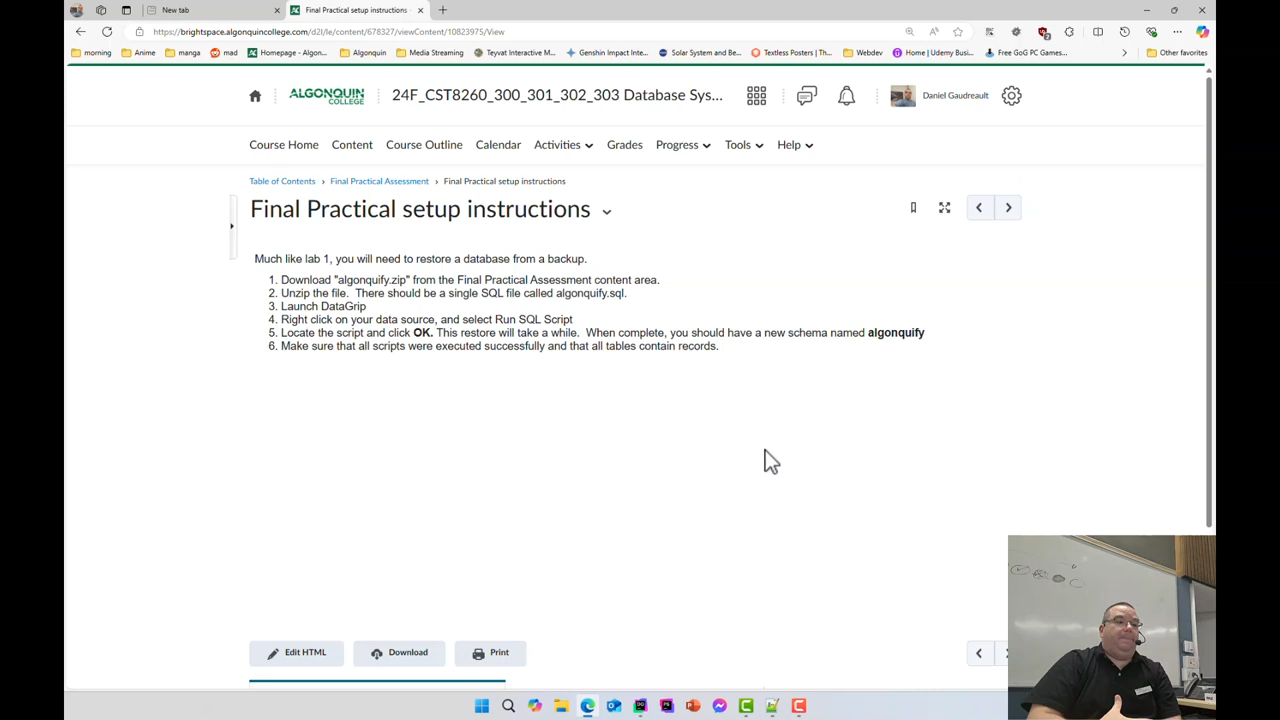 New tab
Final Practical setup instructions
https://brightspace.algonquincollege.com/d2l/le/content/678327/viewContent/10823975/View
morning
Anime
manga
mad
Homepage - Algon...
Algonquin
Media Streaming
Teyvat Interactive M...
Genshin Impact Inte...
Solar System and Be...
Textless Posters | Th...
Webdev
Home | Udemy Busi...
Free GoG PC Games...
Other favorites
ALGONQUIN
COLLEGE
24F_CST8260_300_301_302_303 Database Sys...
Daniel Gaudreault
Course Home
Content
Course Outline
Calendar
Activities
Grades
Progress
Tools
Help
Table of Contents › Final Practical Assessment › Final Practical setup instructions
Final Practical setup instructions
Much like lab 1, you will need to restore a database from a backup.
1. Download "algonquify.zip" from the Final Practical Assessment content area.
2. Unzip the file. There should be a single SQL file called algonquify.sql.
3. Launch DataGrip
4. Right click on your data source, and select Run SQL Script
5. Locate the script and click OK. This restore will take a while. When complete, you should have a new schema named algonquify
6. Make sure that all scripts were executed successfully and that all tables contain records.
Edit HTML
Download
Print